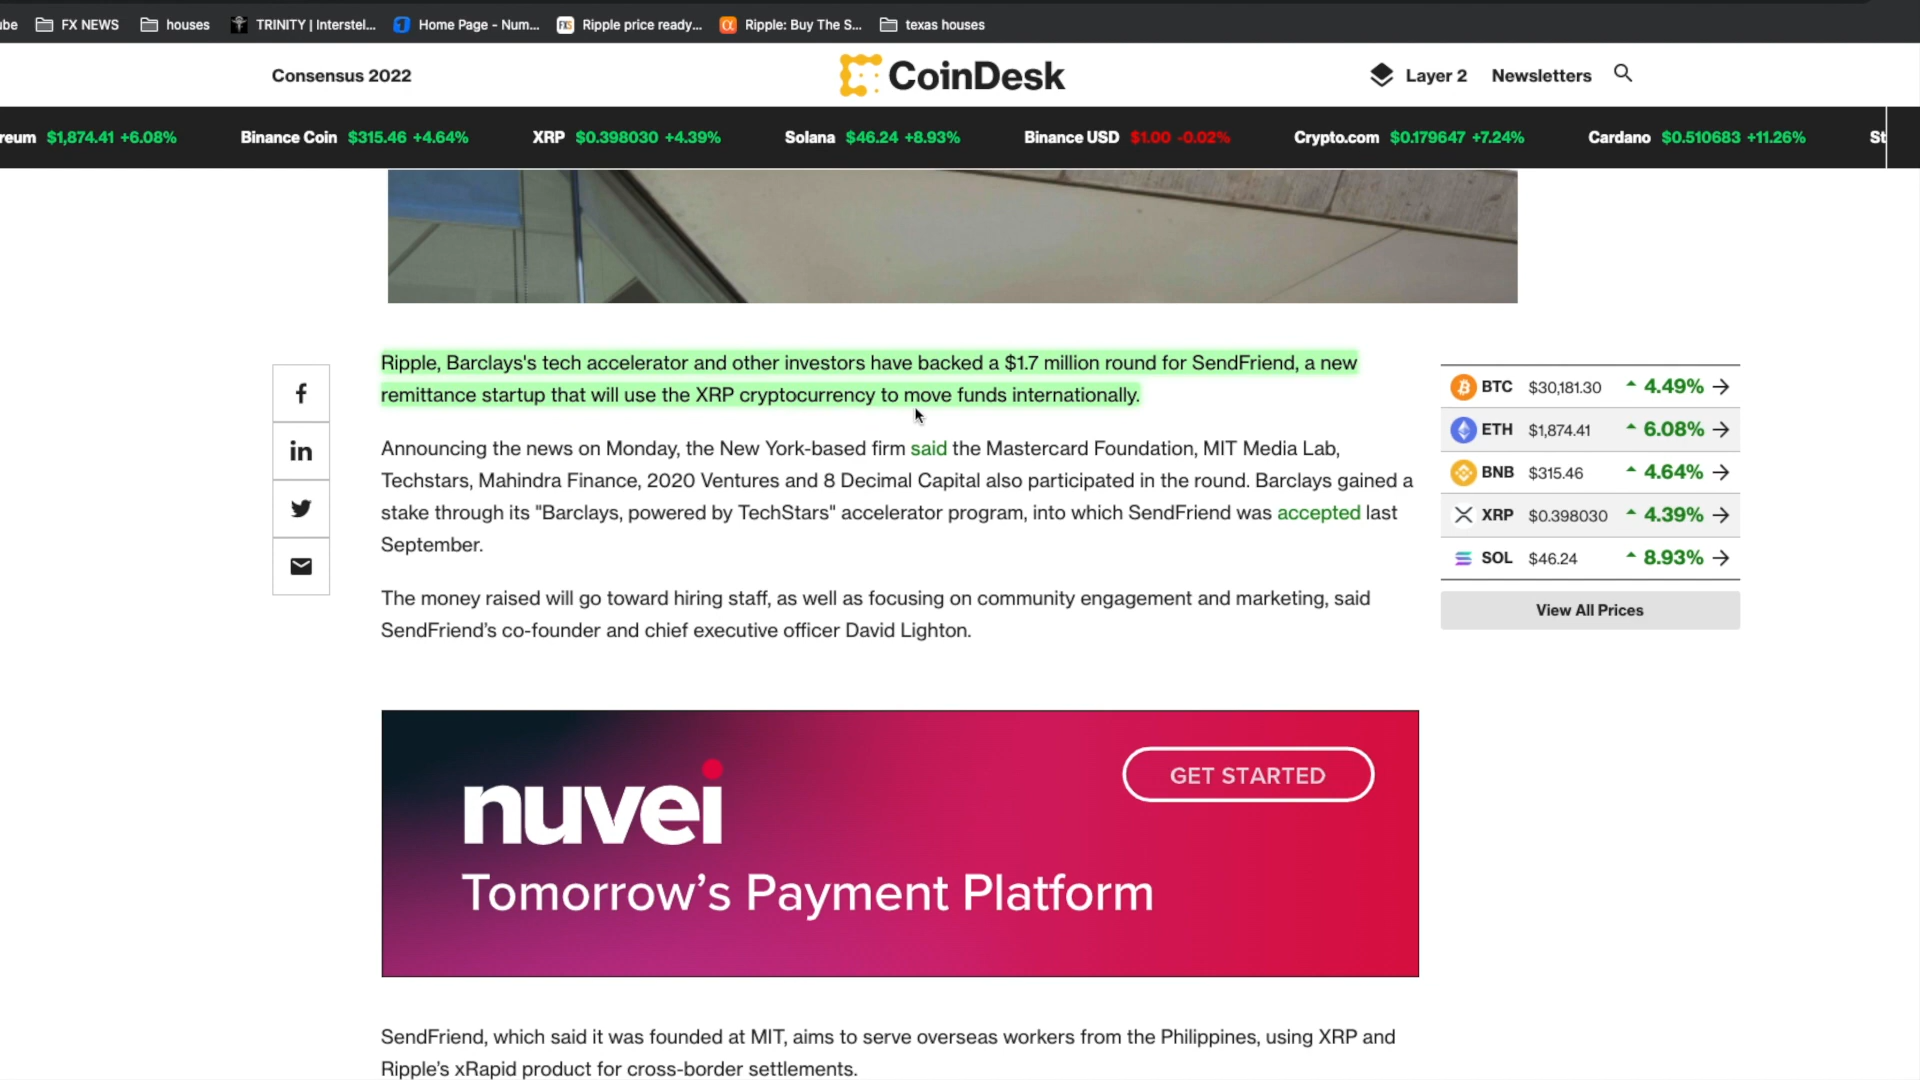 ube FX NEWS houses TRINITY | Interstel... Home Page - Num... FXS Ripple price ready... Ripple: Buy The S... texas houses
Consensus 2022 CoinDesk Layer 2 Newsletters
reum $1,874.41 +6.08% Binance Coin $315.46 +4.64% XRP $0.398030 +4.39% Solana $46.24 +8.93% Binance USD $1.00 -0.02% Crypto.com $0.179647 +7.24% Cardano $0.510683 +11.26% St
Ripple, Barclays's tech accelerator and other investors have backed a $1.7 million round for SendFriend, a new
remittance startup that will use the XRP cryptocurrency to move funds internationally.
Announcing the news on Monday, the New York-based firm said the Mastercard Foundation, MIT Media Lab,
Techstars, Mahindra Finance, 2020 Ventures and 8 Decimal Capital also participated in the round. Barclays gained a
stake through its "Barclays, powered by TechStars" accelerator program, into which SendFriend was accepted last
September.
The money raised will go toward hiring staff, as well as focusing on community engagement and marketing, said
SendFriend's co-founder and chief executive officer David Lighton.
BTC $30,181.30 4.49%
ETH $1,874.41 6.08%
BNB $315.46 4.64%
XRP $0.398030 4.39%
SOL $46.24 8.93%
View All Prices
nuvei
GET STARTED
Tomorrow's Payment Platform
SendFriend, which said it was founded at MIT, aims to serve overseas workers from the Philippines, using XRP and
Ripple's xRapid product for cross-border settlements.